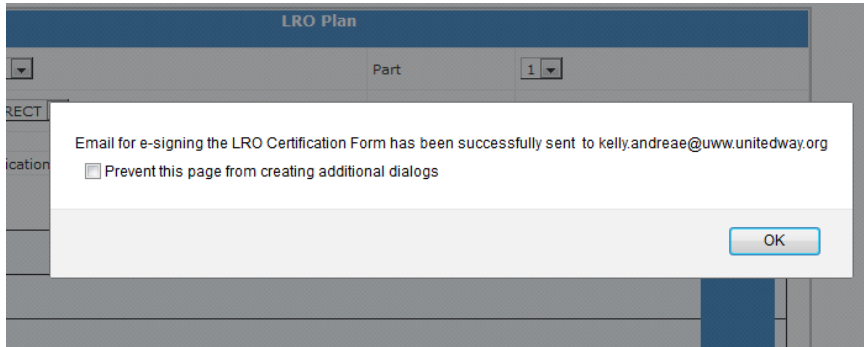 LRO Plan
Part 1
RECT
Email for e-signing the LRO Certification Form has been successfully sent to kelly.andreae@uww.unitedway.org
ication
Prevent this page from creating additional dialogs
OK